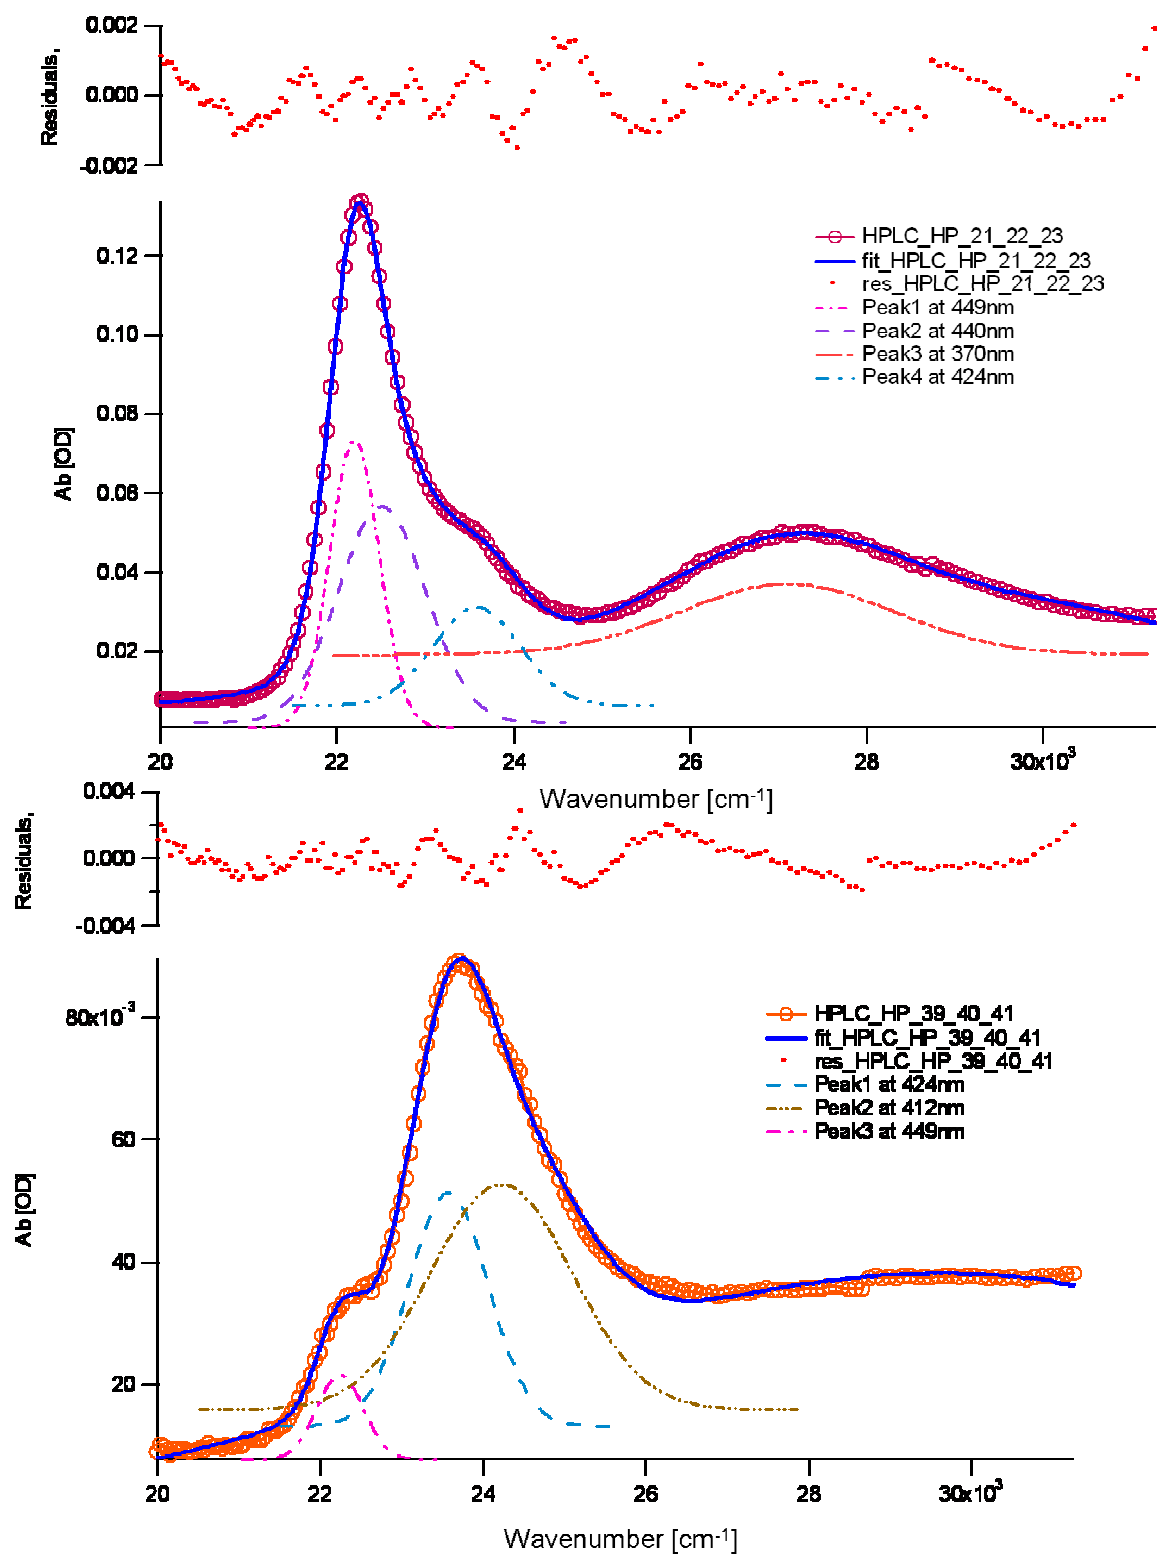 0.002
0.000
-0.002
Residuals,
0.12
0.10
0.08
0.06
0.04
0.02
Ab [OD]
HPLC_HP_21_22_23
fit_HPLC_HP_21_22_23
res_HPLC_HP_21_22_23
Peak1 at 449nm
Peak2 at 440nm
Peak3 at 370nm
Peak4 at 424nm
20 22 24 26 28 30x10³
Wavenumber [cm⁻¹]
0.004
0.000
-0.004
Residuals,
80x10⁻³
60
40
20
Ab [OD]
HPLC_HP_39_40_41
fit_HPLC_HP_39_40_41
res_HPLC_HP_39_40_41
Peak1 at 424nm
Peak2 at 412nm
Peak3 at 449nm
20 22 24 26 28 30x10³
Wavenumber [cm⁻¹]